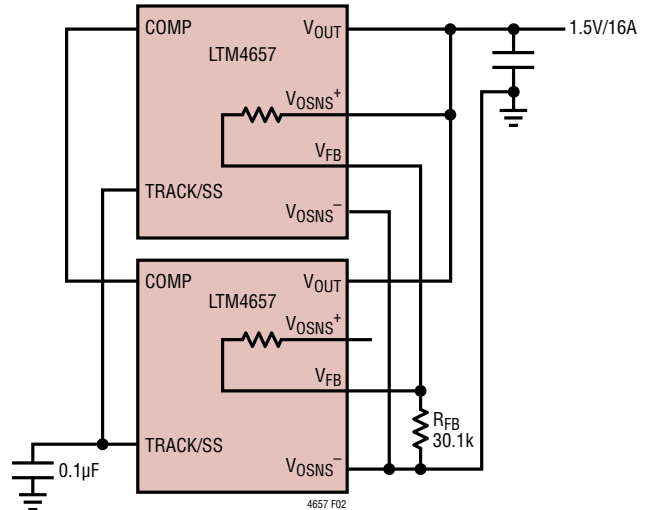 COMP
VOUT
1.5V/16A
LTM4657
VOSNS+
VFB
TRACK/SS
VOSNS–
COMP
VOUT
LTM4657
VOSNS+
VFB
RFB
30.1k
TRACK/SS
0.1µF
VOSNS–
4657 F02